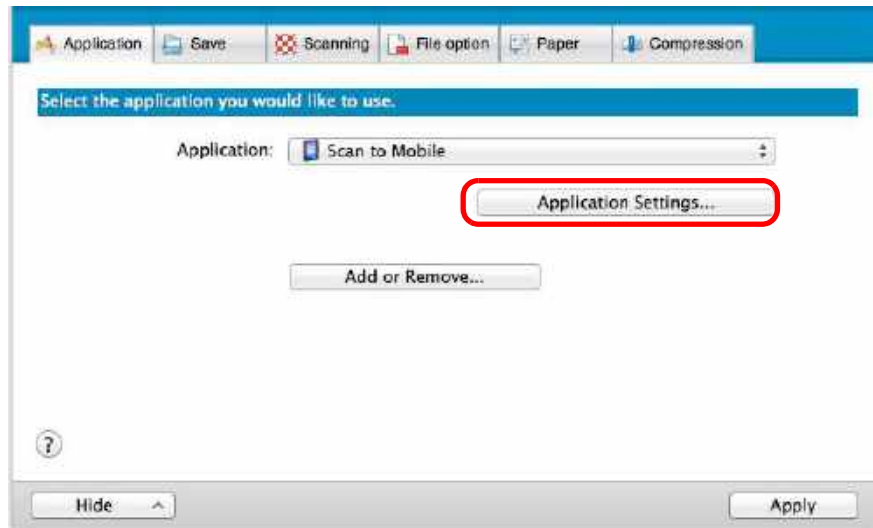 Application Save Scanning File option Paper Compression
Select the application you would like to use.
Application: Scan to Mobile
Application Settings...
Add or Remove...
?
Hide Apply